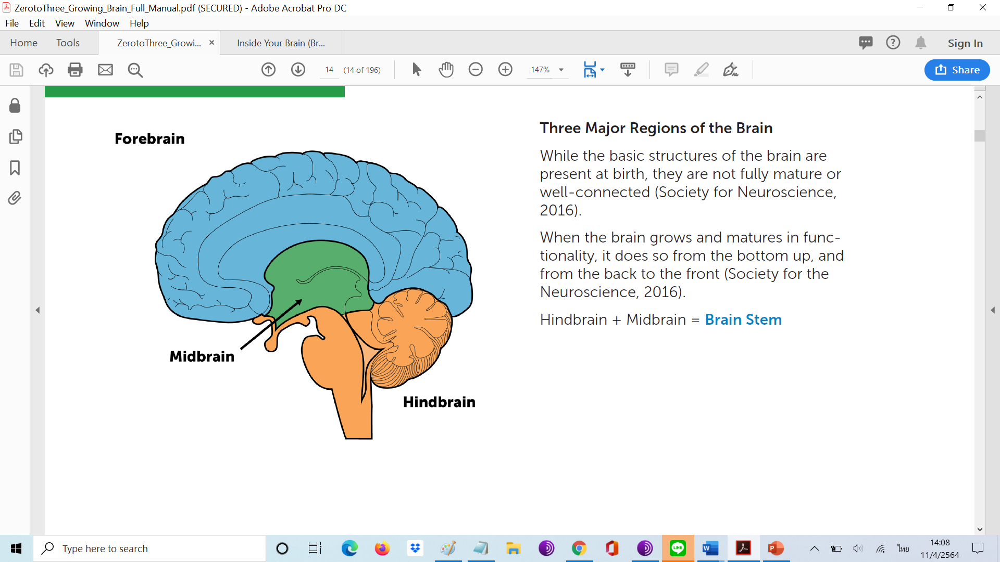 ZerotoThree_Growing_Brain_Full_Manual.pdf (SECURED) - Adobe Acrobat Pro DC
File Edit View Window Help
Home Tools ZerotoThree_Growi... × Inside Your Brain (Br... Sign In
14 (14 of 196) 147% Share
Forebrain
Midbrain
Hindbrain
Three Major Regions of the Brain
While the basic structures of the brain are
present at birth, they are not fully mature or
well-connected (Society for Neuroscience,
2016).
When the brain grows and matures in func-
tionality, it does so from the bottom up, and
from the back to the front (Society for the
Neuroscience, 2016).
Hindbrain + Midbrain = Brain Stem
Type here to search
LINE
ไทย
14:08
11/4/2564